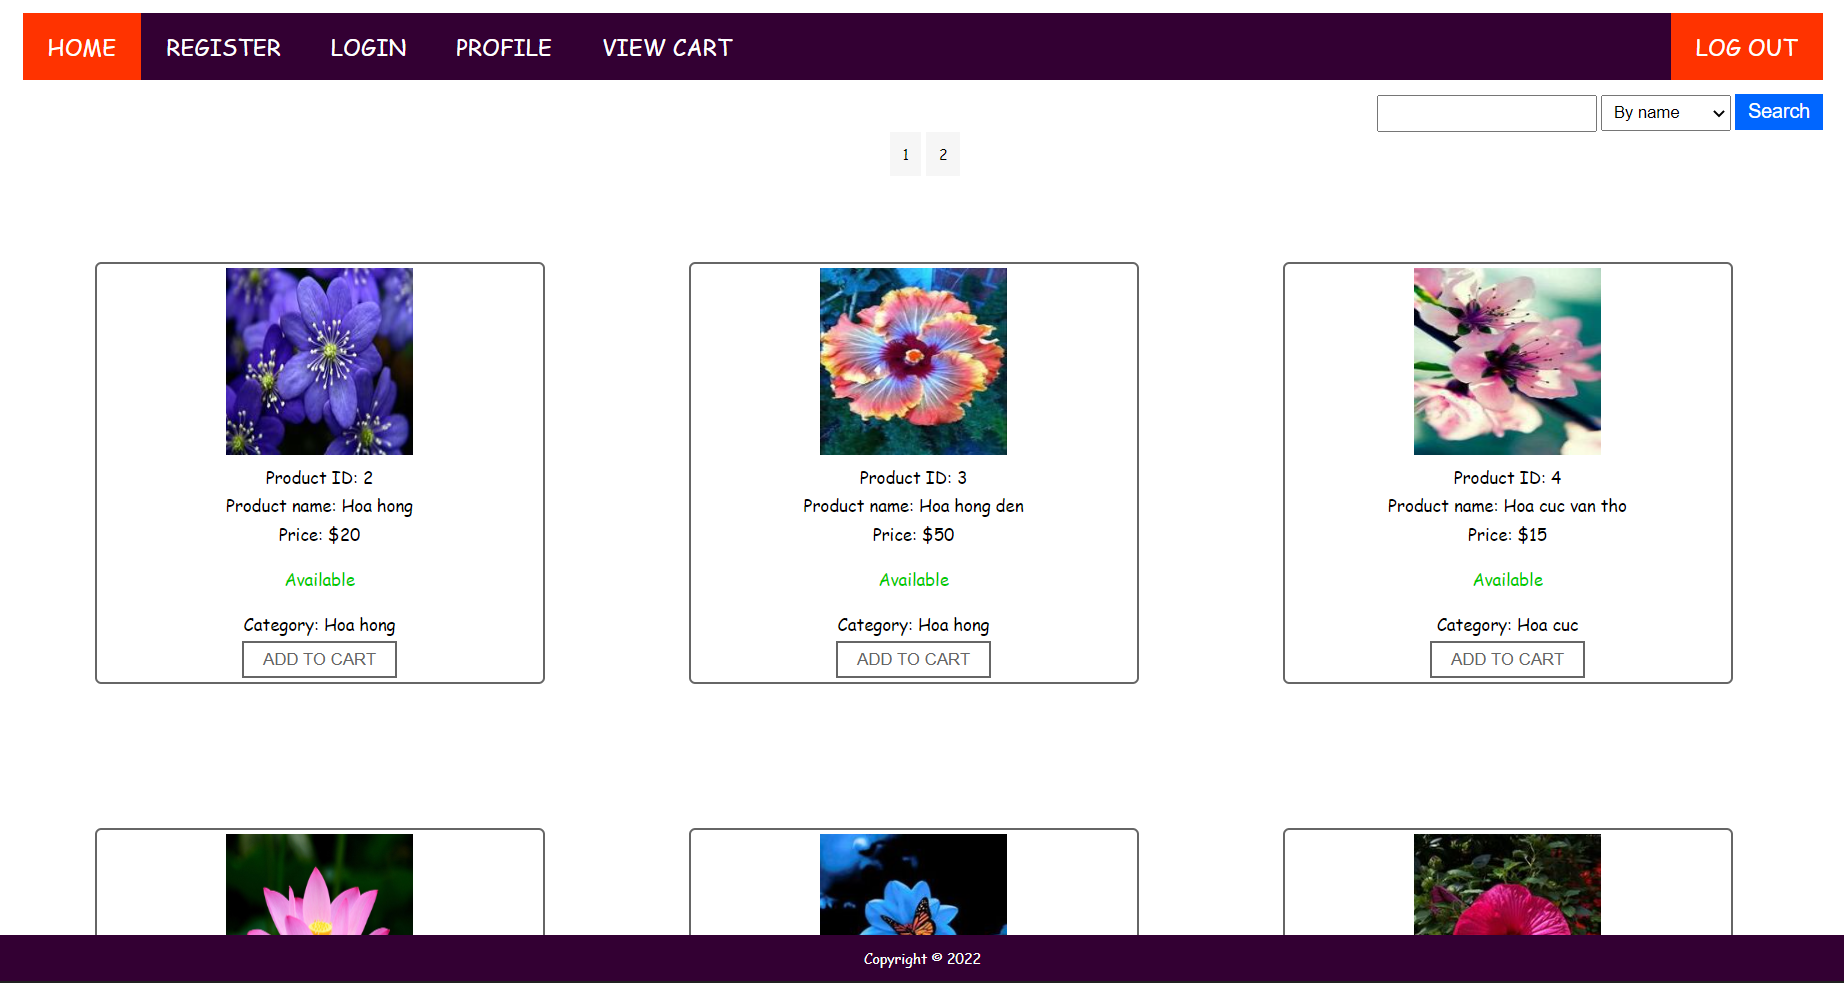 HOME REGISTER LOGIN PROFILE VIEW CART LOG OUT
By name Search
1 2
Product ID: 2
Product name: Hoa hong
Price: $20
Available
Category: Hoa hong
ADD TO CART
Product ID: 3
Product name: Hoa hong den
Price: $50
Available
Category: Hoa hong
ADD TO CART
Product ID: 4
Product name: Hoa cuc van tho
Price: $15
Available
Category: Hoa cuc
ADD TO CART
Copyright © 2022